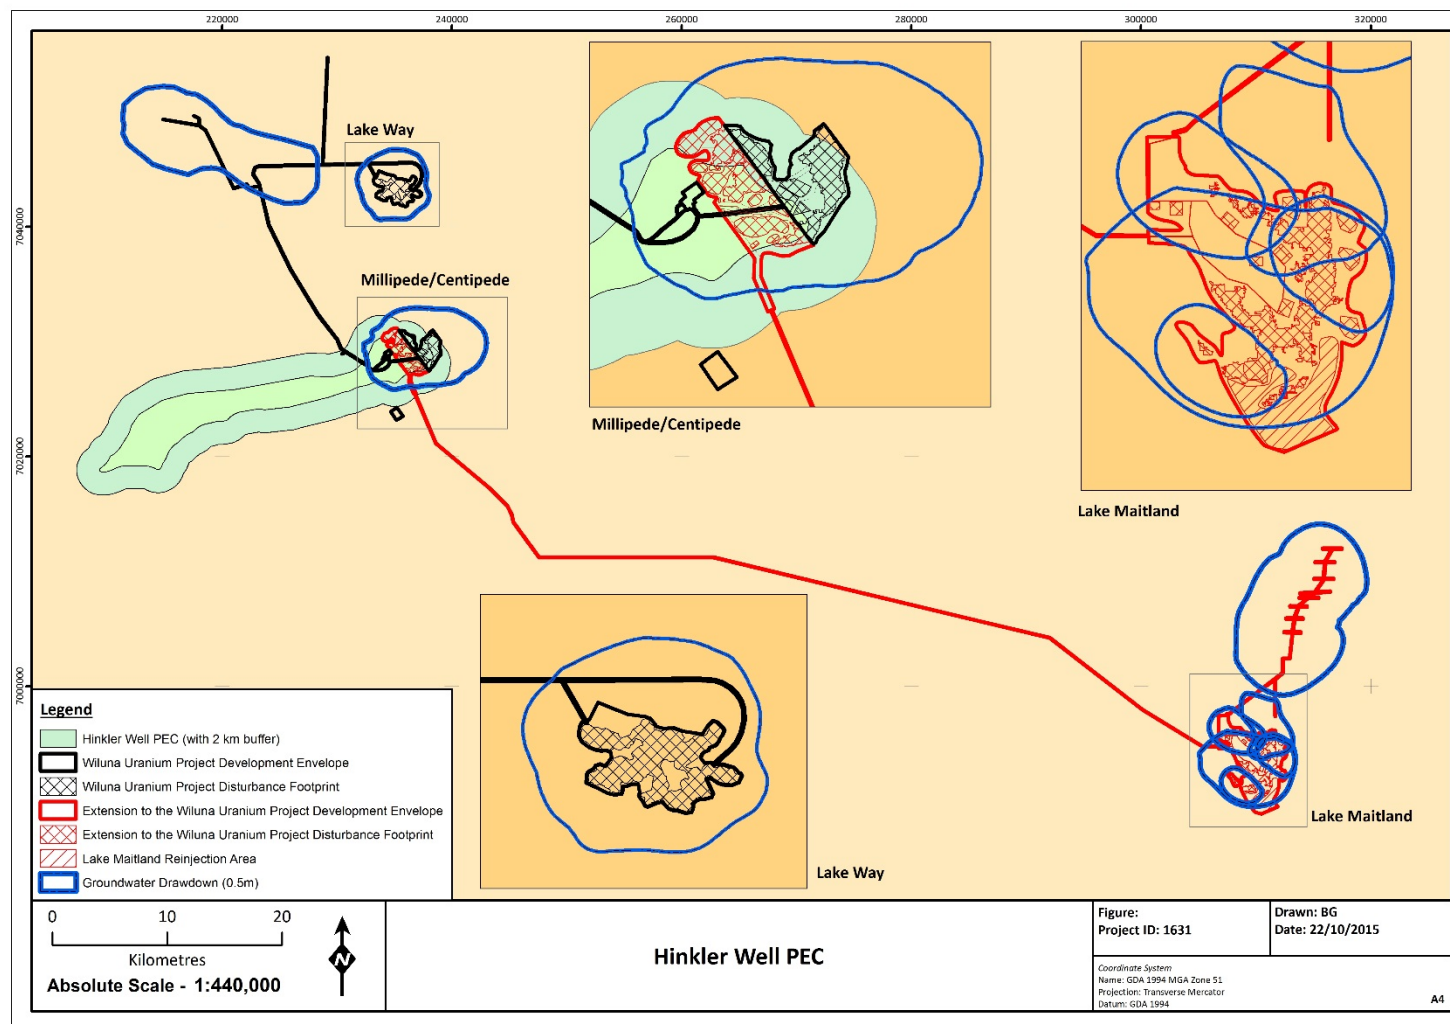 220000
240000
260000
280000
300000
320000
7040000
7020000
7000000
Lake Way
Millipede/Centipede
Millipede/Centipede
Lake Maitland
Lake Way
Lake Maitland
Legend
Hinkler Well PEC (with 2 km buffer)
Wiluna Uranium Project Development Envelope
Wiluna Uranium Project Disturbance Footprint
Extension to the Wiluna Uranium Project Development Envelope
Extension to the Wiluna Uranium Project Disturbance Footprint
Lake Maitland Reinjection Area
Groundwater Drawdown (0.5m)
0 10 20
Kilometres
Absolute Scale - 1:440,000
N
Hinkler Well PEC
Figure:
Project ID: 1631
Drawn: BG
Date: 22/10/2015
Coordinate System
Name: GDA 1994 MGA Zone 51
Projection: Transverse Mercator
Datum: GDA 1994
A4